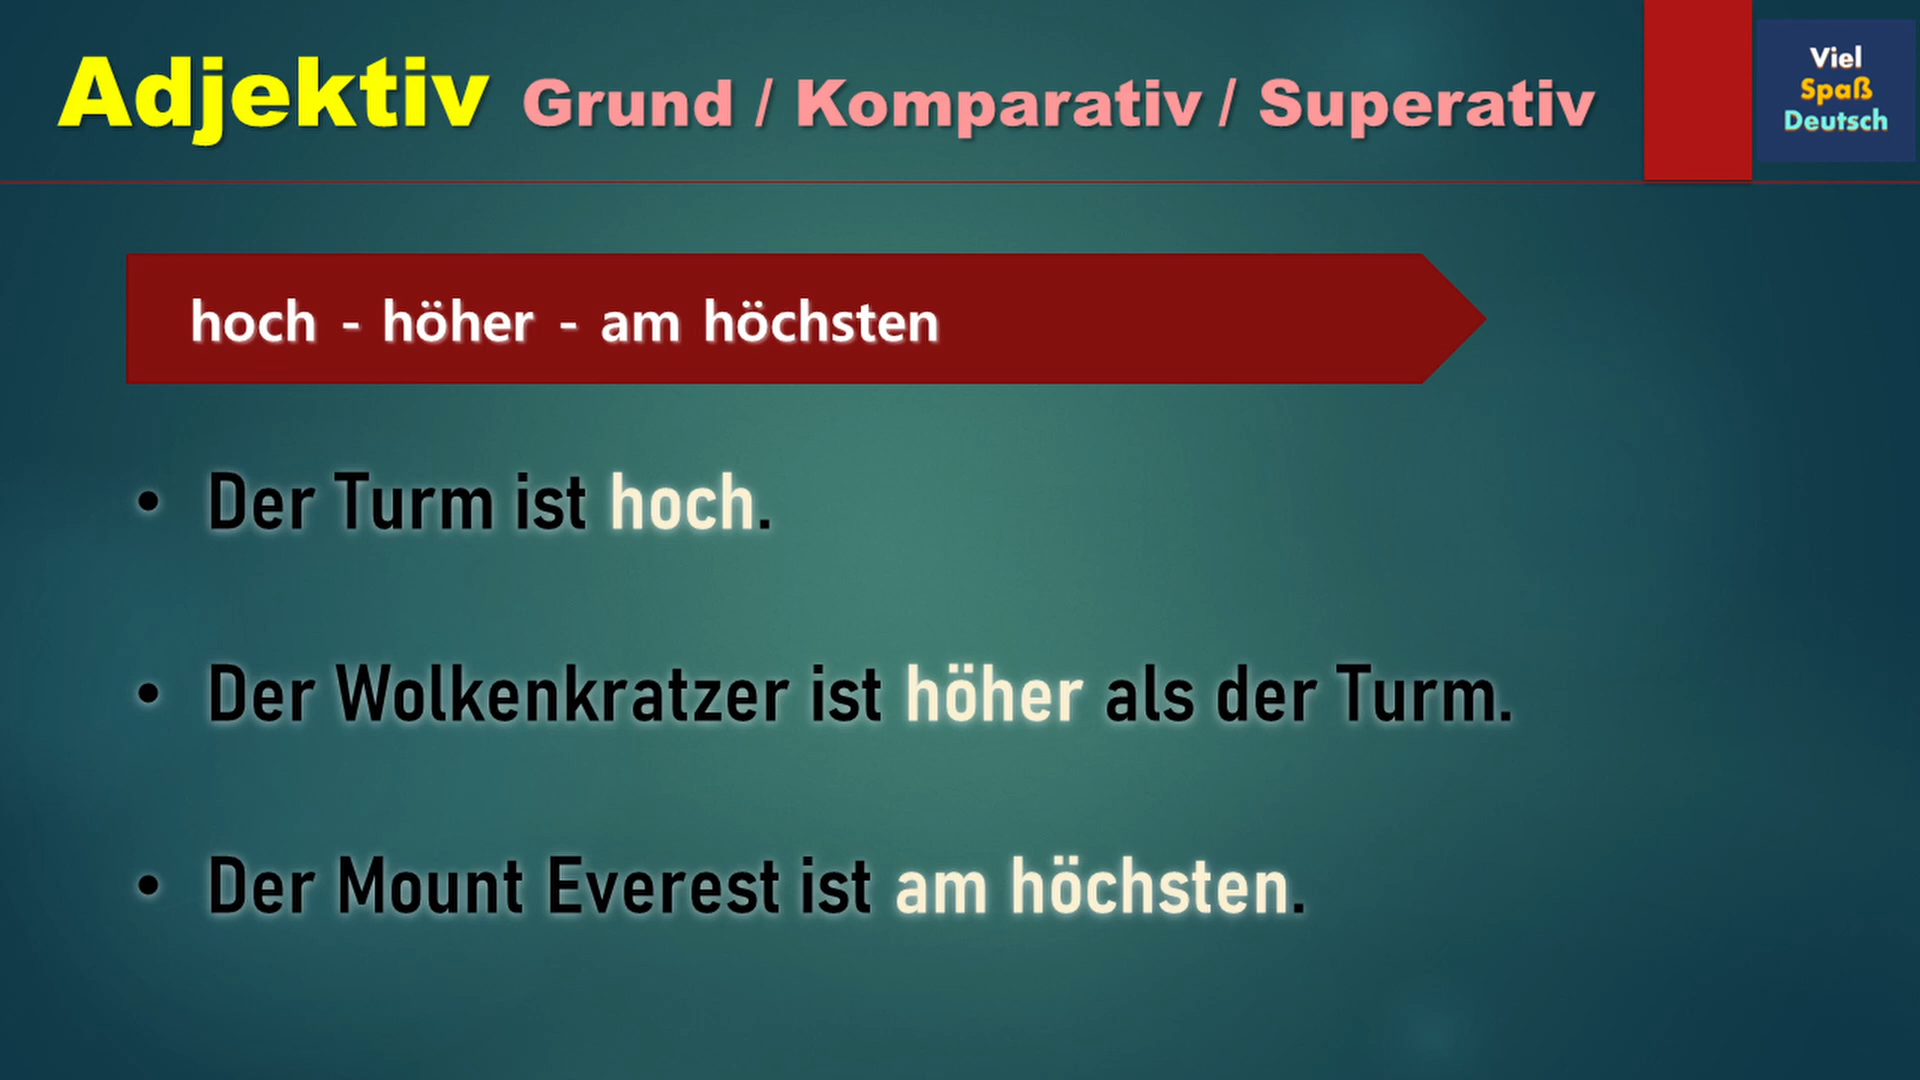 Adjektiv Grund / Komparativ / Superativ
Viel
Spaß
Deutsch
hoch - höher - am höchsten
• Der Turm ist hoch.
• Der Wolkenkratzer ist höher als der Turm.
• Der Mount Everest ist am höchsten.